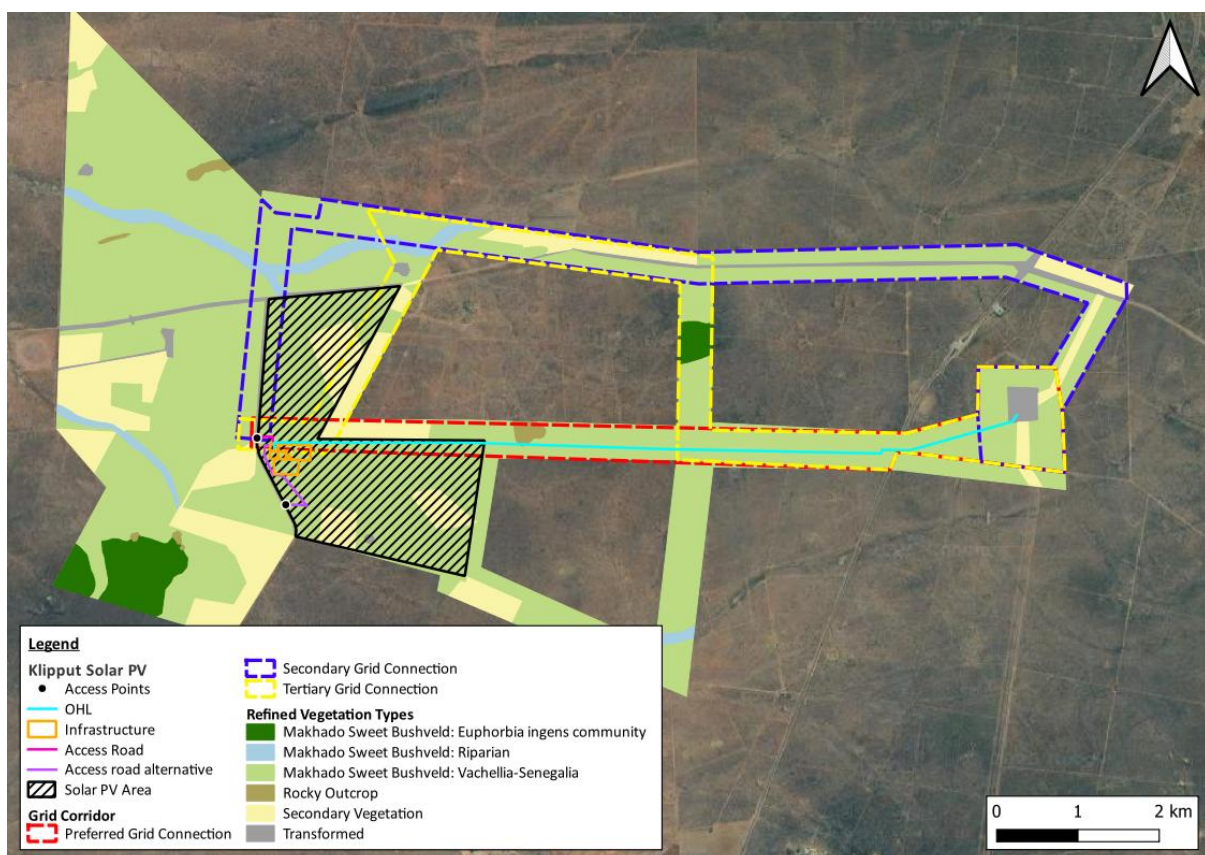 Legend
Klipput Solar PV
Access Points
OHL
Infrastructure
Access Road
Access road alternative
Solar PV Area
Grid Corridor
Preferred Grid Connection
Secondary Grid Connection
Tertiary Grid Connection
Refined Vegetation Types
Makhado Sweet Bushveld: Euphorbia ingens community
Makhado Sweet Bushveld: Riparian
Makhado Sweet Bushveld: Vachellia-Senegalia
Rocky Outcrop
Secondary Vegetation
Transformed
0 1 2 km